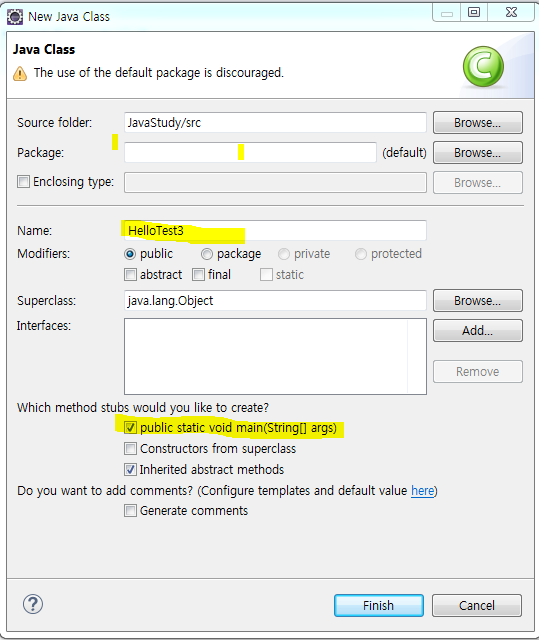 New Java Class
Java Class
The use of the default package is discouraged.
Source folder: JavaStudy/src Browse...
Package: (default) Browse...
Enclosing type: Browse...
Name: HelloTest3
Modifiers: public package private protected
abstract final static
Superclass: java.lang.Object Browse...
Interfaces: Add...
Remove
Which method stubs would you like to create?
public static void main(String[] args)
Constructors from superclass
Inherited abstract methods
Do you want to add comments? (Configure templates and default value here)
Generate comments
? Finish Cancel